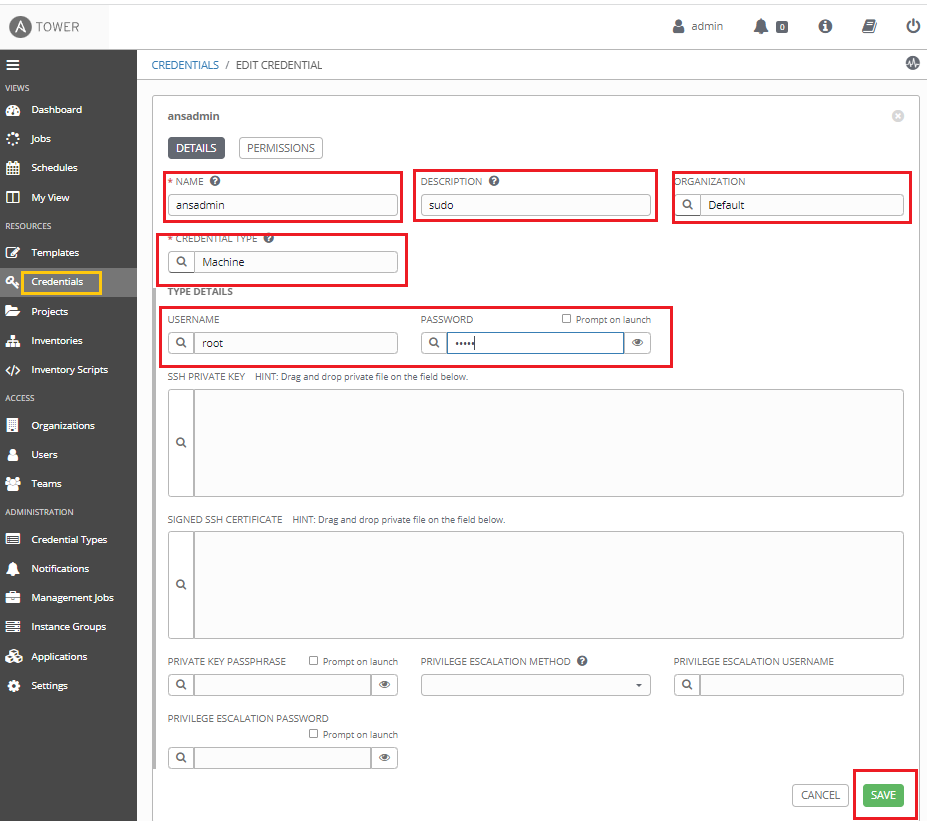 TOWER
admin
0
VIEWS
Dashboard
Jobs
Schedules
My View
RESOURCES
Templates
Credentials
Projects
Inventories
Inventory Scripts
ACCESS
Organizations
Users
Teams
ADMINISTRATION
Credential Types
Notifications
Management Jobs
Instance Groups
Applications
Settings
CREDENTIALS / EDIT CREDENTIAL
ansadmin
DETAILS PERMISSIONS
* NAME ? DESCRIPTION ? ORGANIZATION
ansadmin sudo Default
* CREDENTIAL TYPE ?
Machine
TYPE DETAILS
USERNAME PASSWORD Prompt on launch
root •••••
SSH PRIVATE KEY HINT: Drag and drop private file on the field below.
SIGNED SSH CERTIFICATE HINT: Drag and drop private file on the field below.
PRIVATE KEY PASSPHRASE Prompt on launch PRIVILEGE ESCALATION METHOD ? PRIVILEGE ESCALATION USERNAME
PRIVILEGE ESCALATION PASSWORD
Prompt on launch
CANCEL SAVE